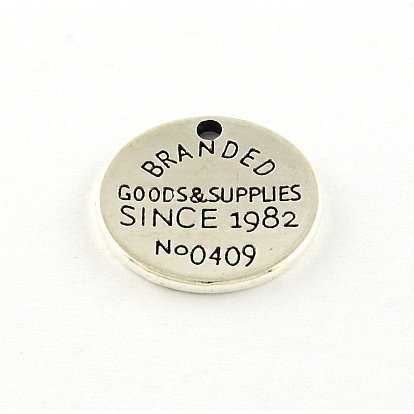 BRANDED
GOODS&SUPPLIES
SINCE 1982
No0409